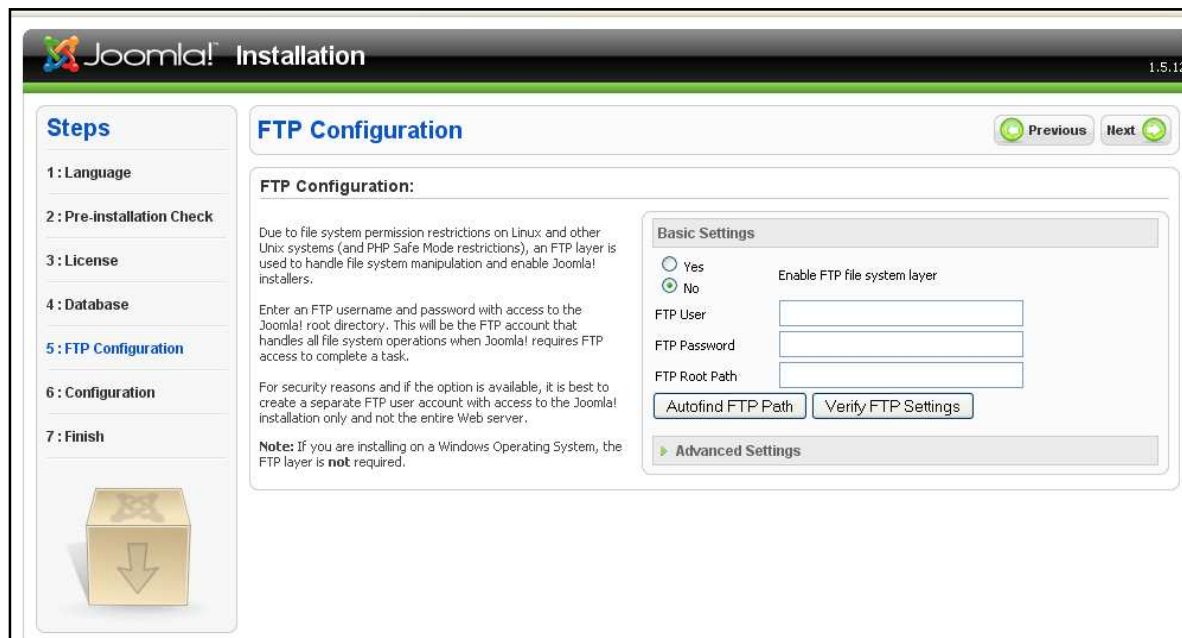 Joomla! Installation
1.5.12
Steps
1 : Language
2 : Pre-installation Check
3 : License
4 : Database
5 : FTP Configuration
6 : Configuration
7 : Finish
FTP Configuration
Previous
Next
FTP Configuration:
Due to file system permission restrictions on Linux and other
Unix systems (and PHP Safe Mode restrictions), an FTP layer is
used to handle file system manipulation and enable Joomla!
installers.
Enter an FTP username and password with access to the
Joomla! root directory. This will be the FTP account that
handles all file system operations when Joomla! requires FTP
access to complete a task.
For security reasons and if the option is available, it is best to
create a separate FTP user account with access to the Joomla!
installation only and not the entire Web server.
Note: If you are installing on a Windows Operating System, the
FTP layer is not required.
Basic Settings
Yes
No
Enable FTP file system layer
FTP User
FTP Password
FTP Root Path
Autofind FTP Path
Verify FTP Settings
Advanced Settings